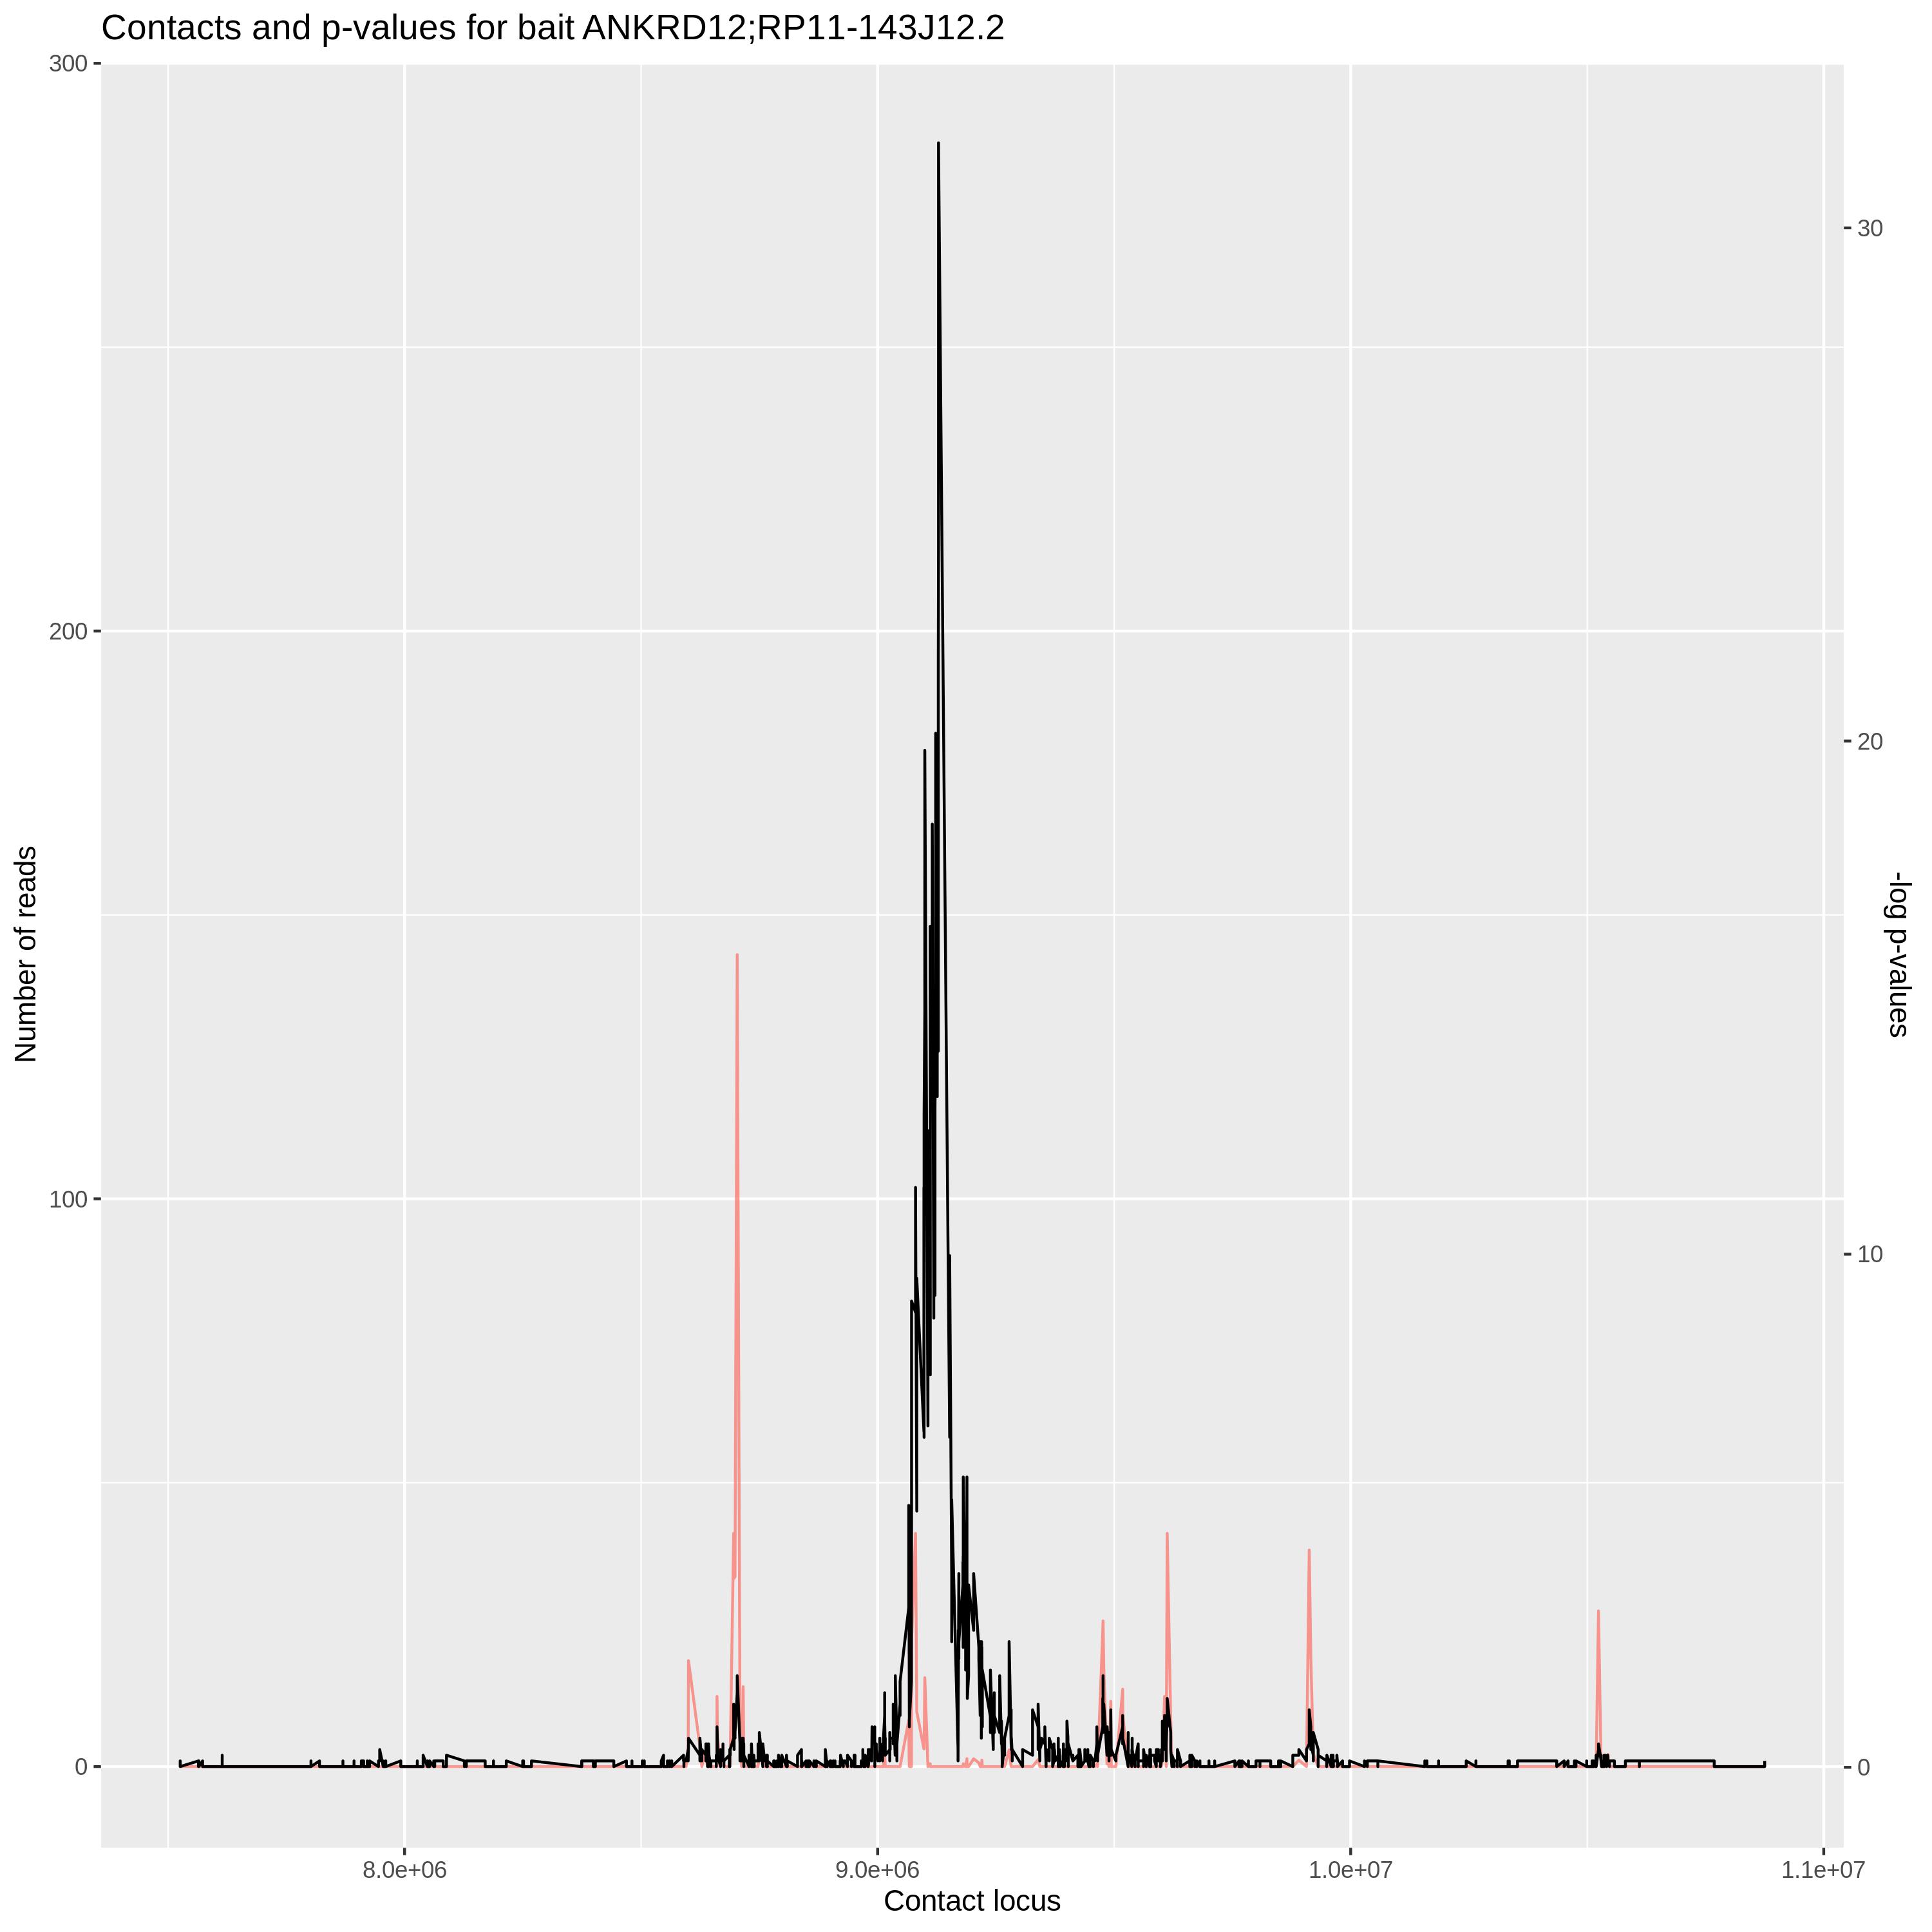 Contacts and p-values for bait ANKRD12;RP11-143J12.2
300
200
100
0
Number of reads
30
20
10
0
-log p-values
8.0e+06
9.0e+06
1.0e+07
1.1e+07
Contact locus